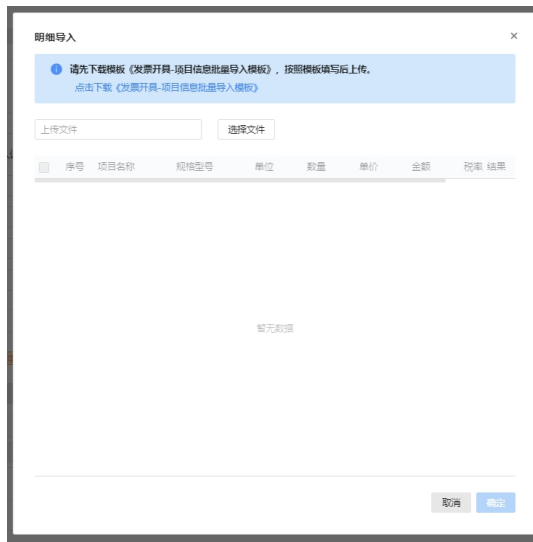 明细导入
请先下载模板《发票开具-项目信息批量导入模板》，按照模板填写后上传。
点击下载《发票开具-项目信息批量导入模板》
上传文件 选择文件
序号 项目名称 规格型号 单位 数量 单价 金额 税率 结果
暂无数据
取消 确定